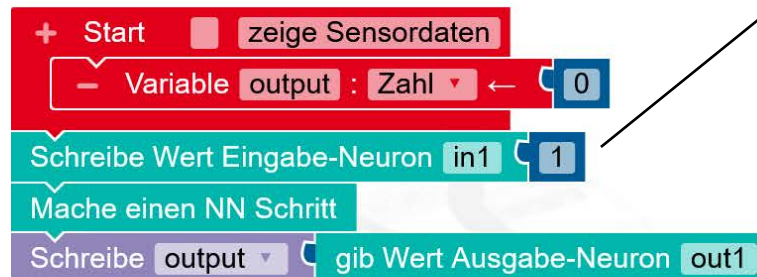 + Start zeige Sensordaten
− Variable output : Zahl ▾ ← 0
Schreibe Wert Eingabe-Neuron in1 1
Mache einen NN Schritt
Schreibe output ▾ gib Wert Ausgabe-Neuron out1